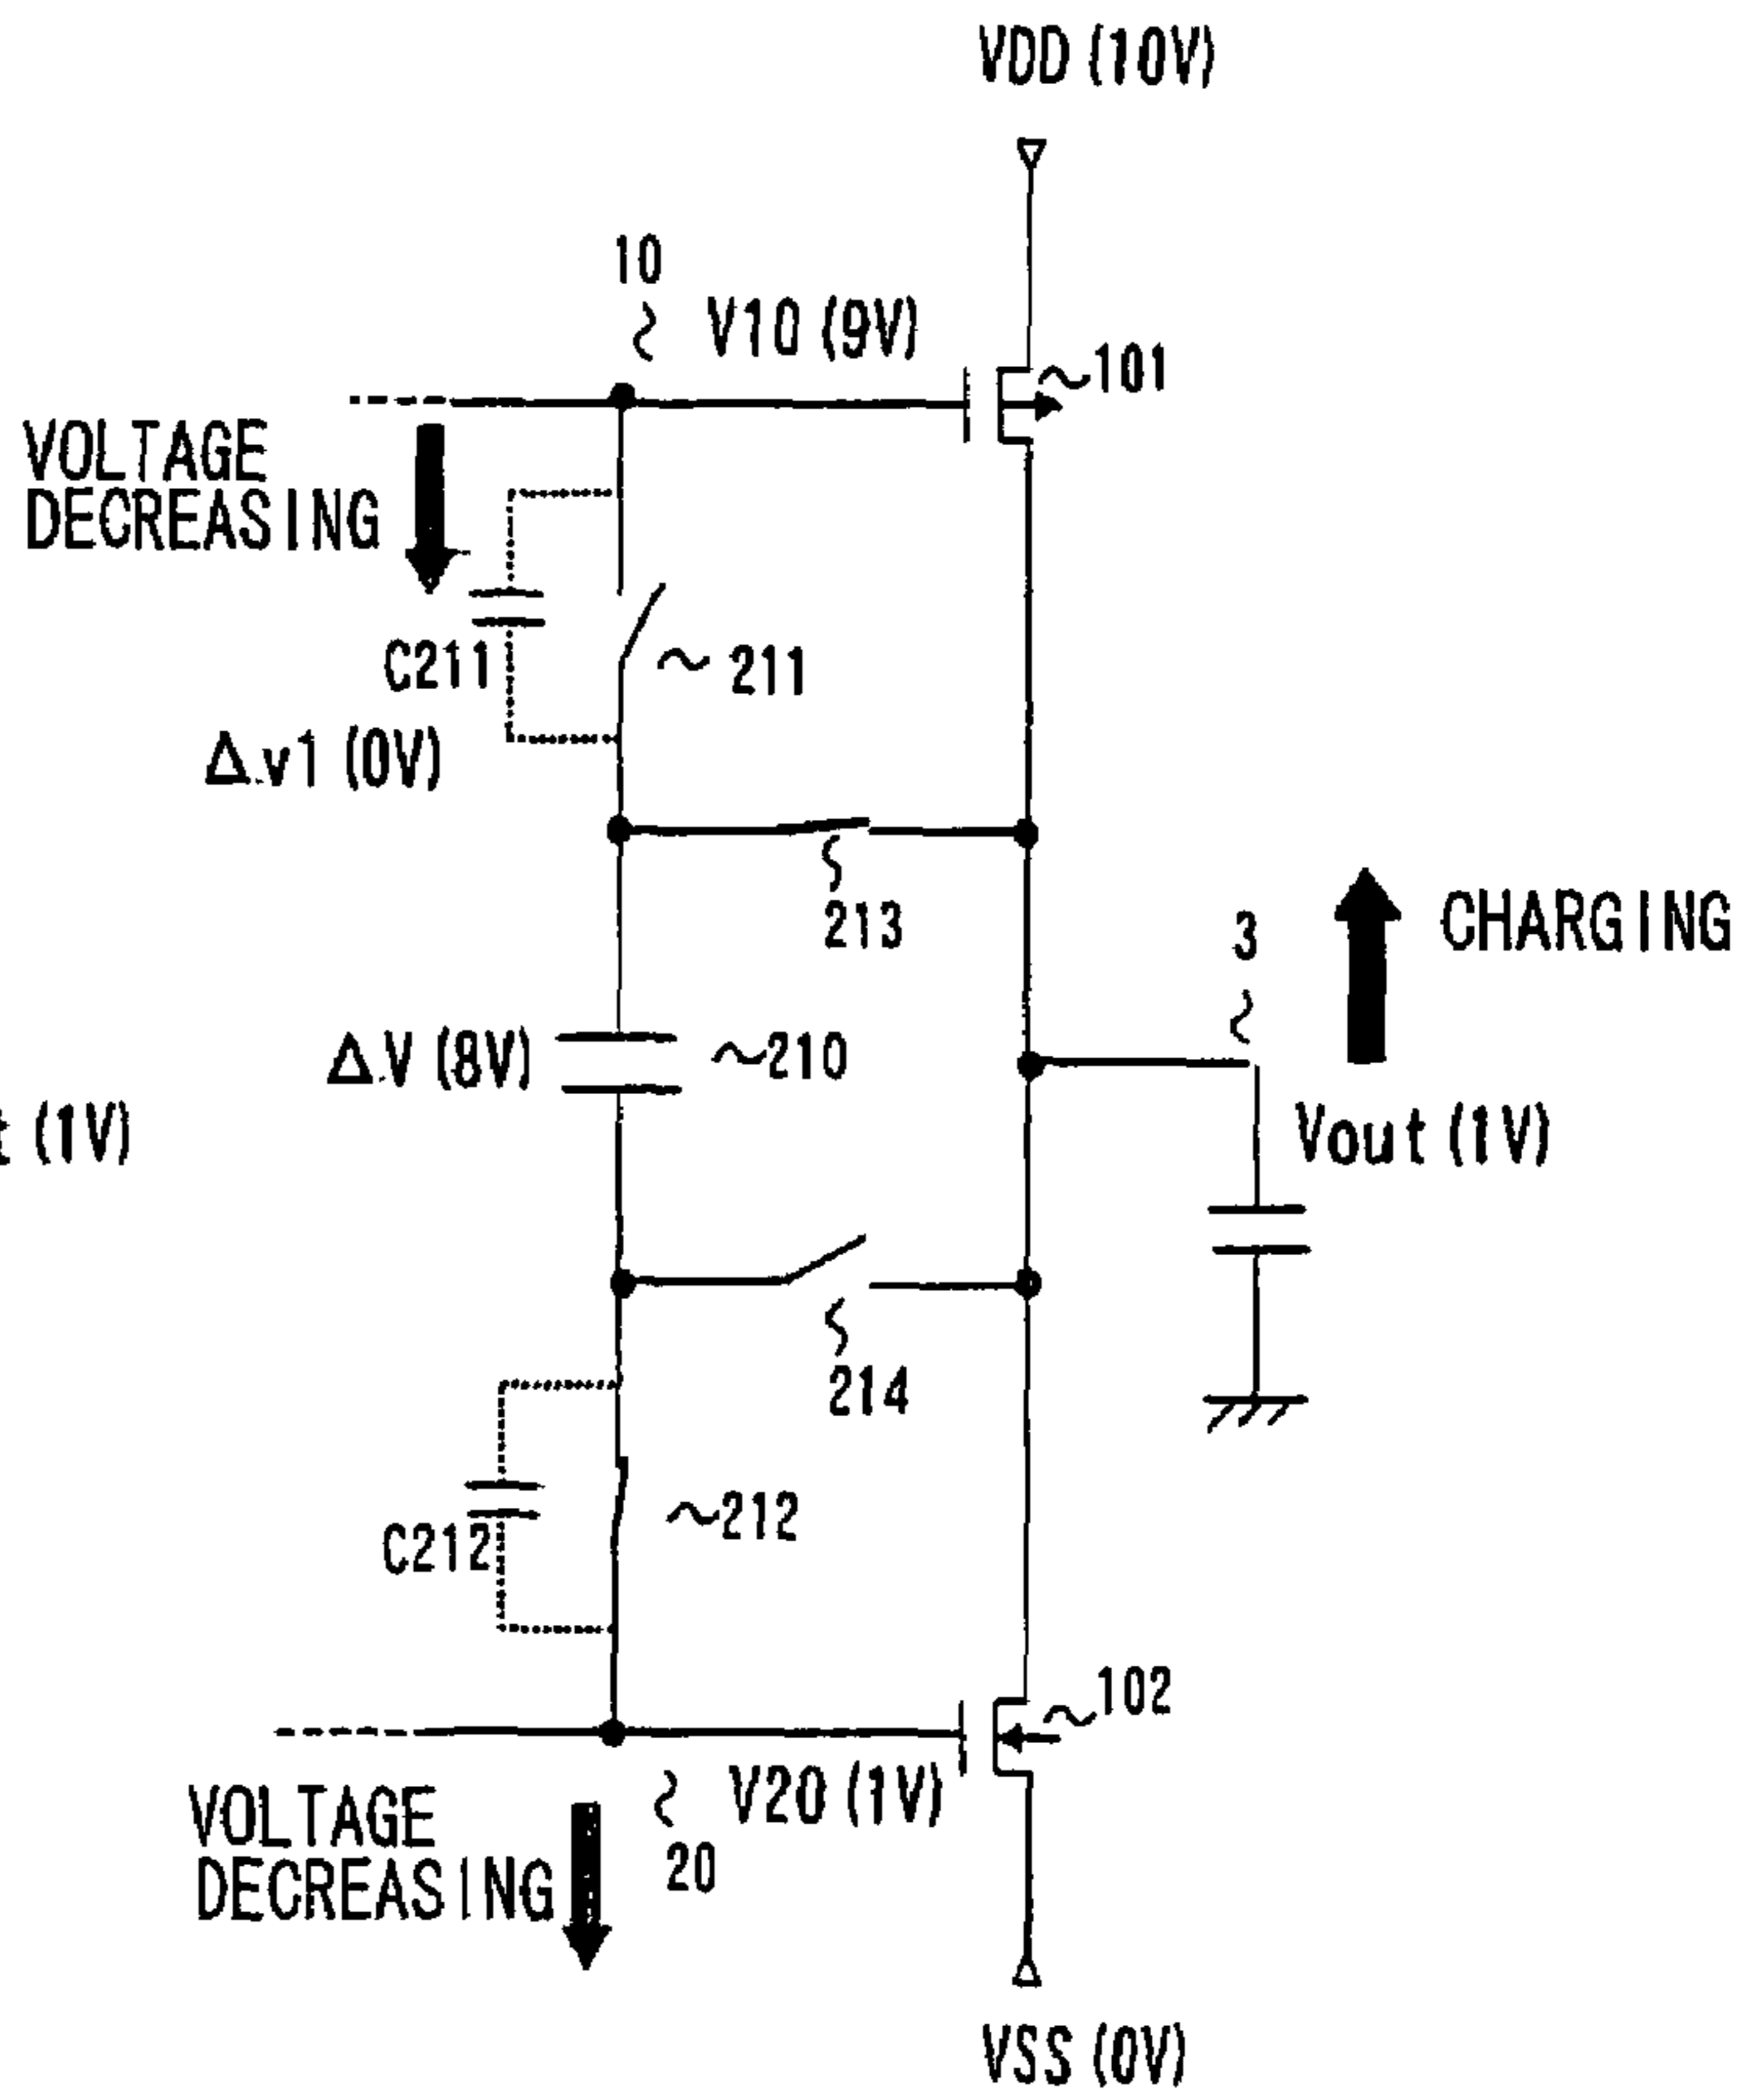 VDD (10V)
10
V10 (9V)
101
VOLTAGE
DECREASING
C211
211
Δv1 (0V)
213
3
CHARGING
ΔV (8V)
210
(1V)
Vout (1V)
214
C212
212
102
V20 (1V)
VOLTAGE
DECREASING
20
VSS (0V)